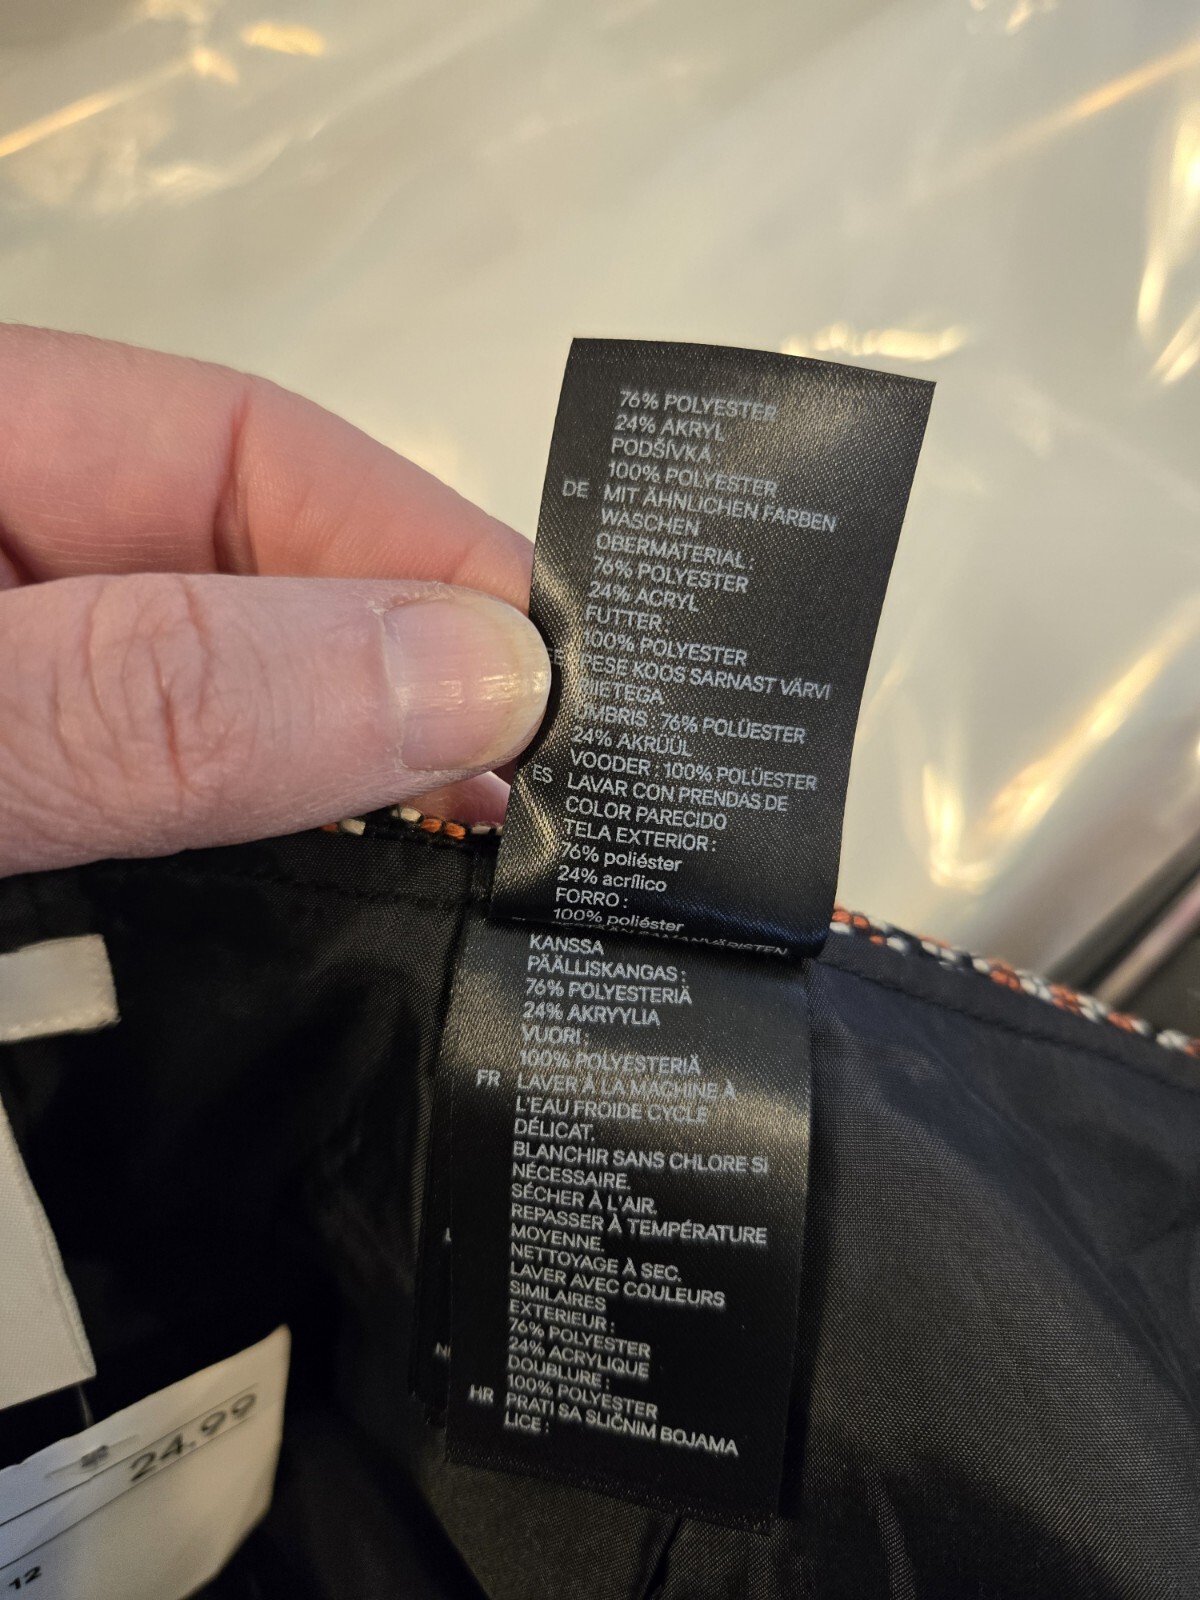 76% POLYESTER
24% AKRYL
PODŠÍVKA :
100% POLYESTER
DE MIT ÄHNLICHEN FARBEN
WASCHEN
OBERMATERIAL :
76% POLYESTER
24% ACRYL
FUTTER
100% POLYESTER
PESE KOOS SARNAST VÄRVI
76% POLÜESTER
24% AKRÜÜL
VOODER : 100% POLÜESTER
ES LAVAR CON PRENDAS DE
COLOR PARECIDO
TELA EXTERIOR :
76% poliéster
24% acrílico
FORRO :
100% poliéster
KANSSA
PÄÄLLISKANGAS :
76% POLYESTERIÄ
24% AKRYYLIA
VUORI :
100% POLYESTERIÄ
FR LAVER À LA MACHINE À
L'EAU FROIDE CYCLE
DÉLICAT.
BLANCHIR SANS CHLORE SI
NÉCESSAIRE.
SÉCHER À L'AIR.
REPASSER À TEMPÉRATURE
MOYENNE.
NETTOYAGE À SEC.
LAVER AVEC COULEURS
SIMILAIRES
EXTERIEUR :
76% POLYESTER
24% ACRYLIQUE
DOUBLURE :
100% POLYESTER
HR PRATI SA SLIČNIM BOJAMA
LICE :
24.99
12